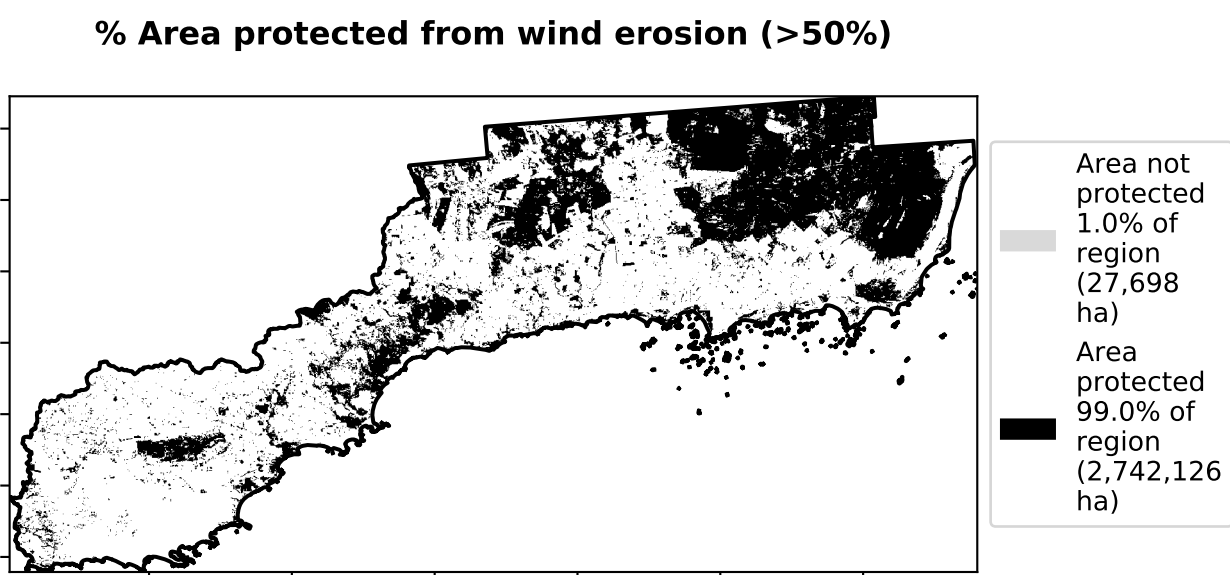 % Area protected from wind erosion (>50%)
Area not
protected
1.0% of
region
(27,698
ha)
Area
protected
99.0% of
region
(2,742,126
ha)